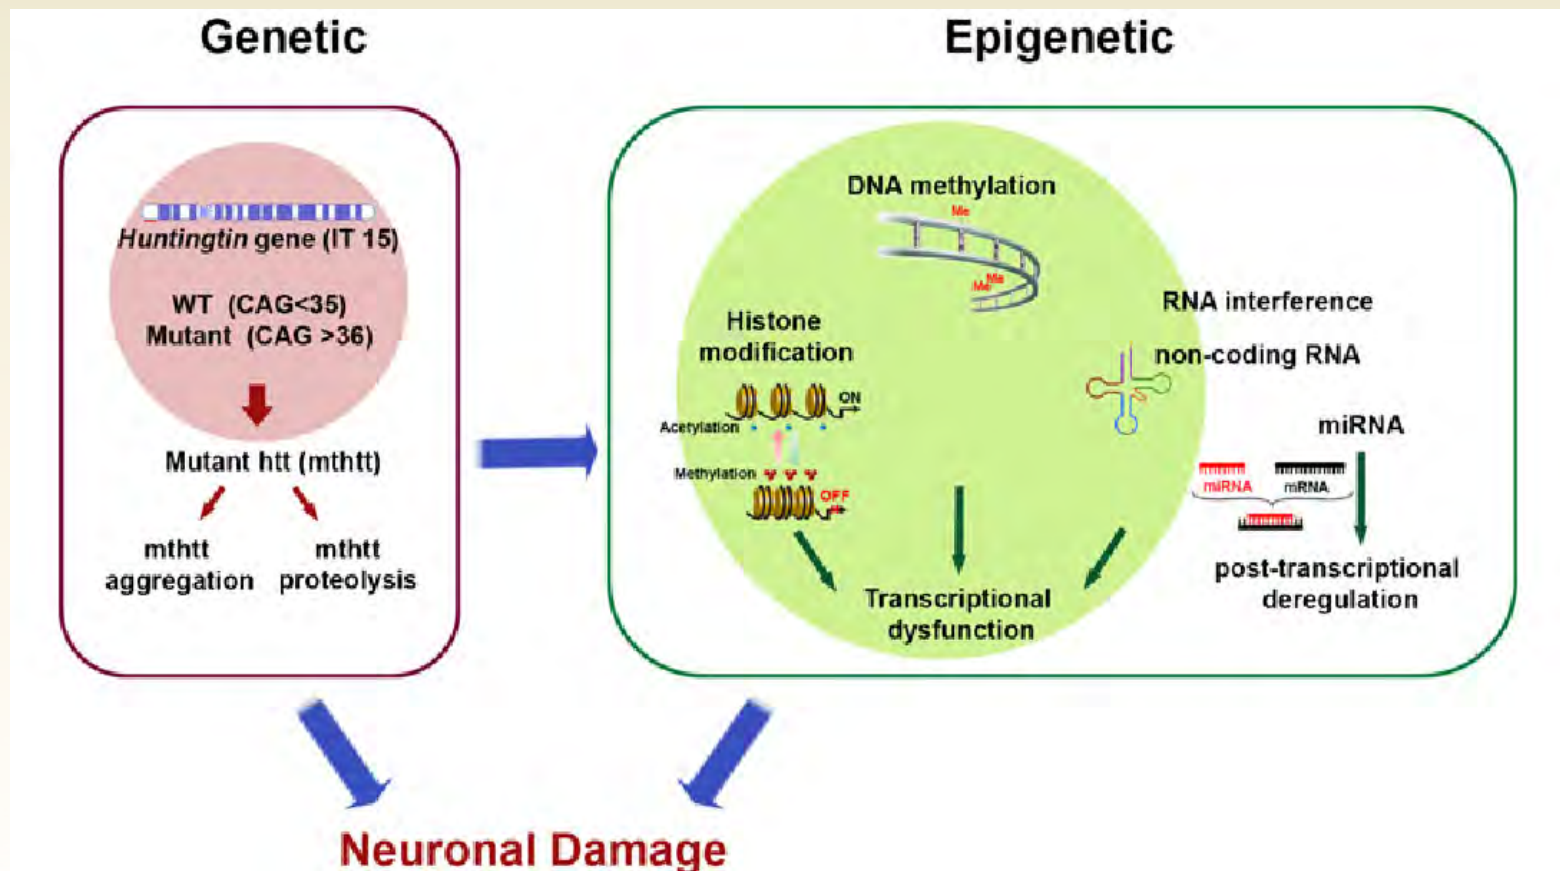 Genetic
Huntingtin gene (IT 15)
WT (CAG<35)
Mutant (CAG >36)
Mutant htt (mthtt)
mthtt
aggregation
mthtt
proteolysis
Epigenetic
DNA methylation
Me
Me
Me
Histone
modification
ON
Acetylation
Methylation
OFF
RNA interference
non-coding RNA
miRNA
miRNA
mRNA
post-transcriptional
deregulation
Transcriptional
dysfunction
Neuronal Damage